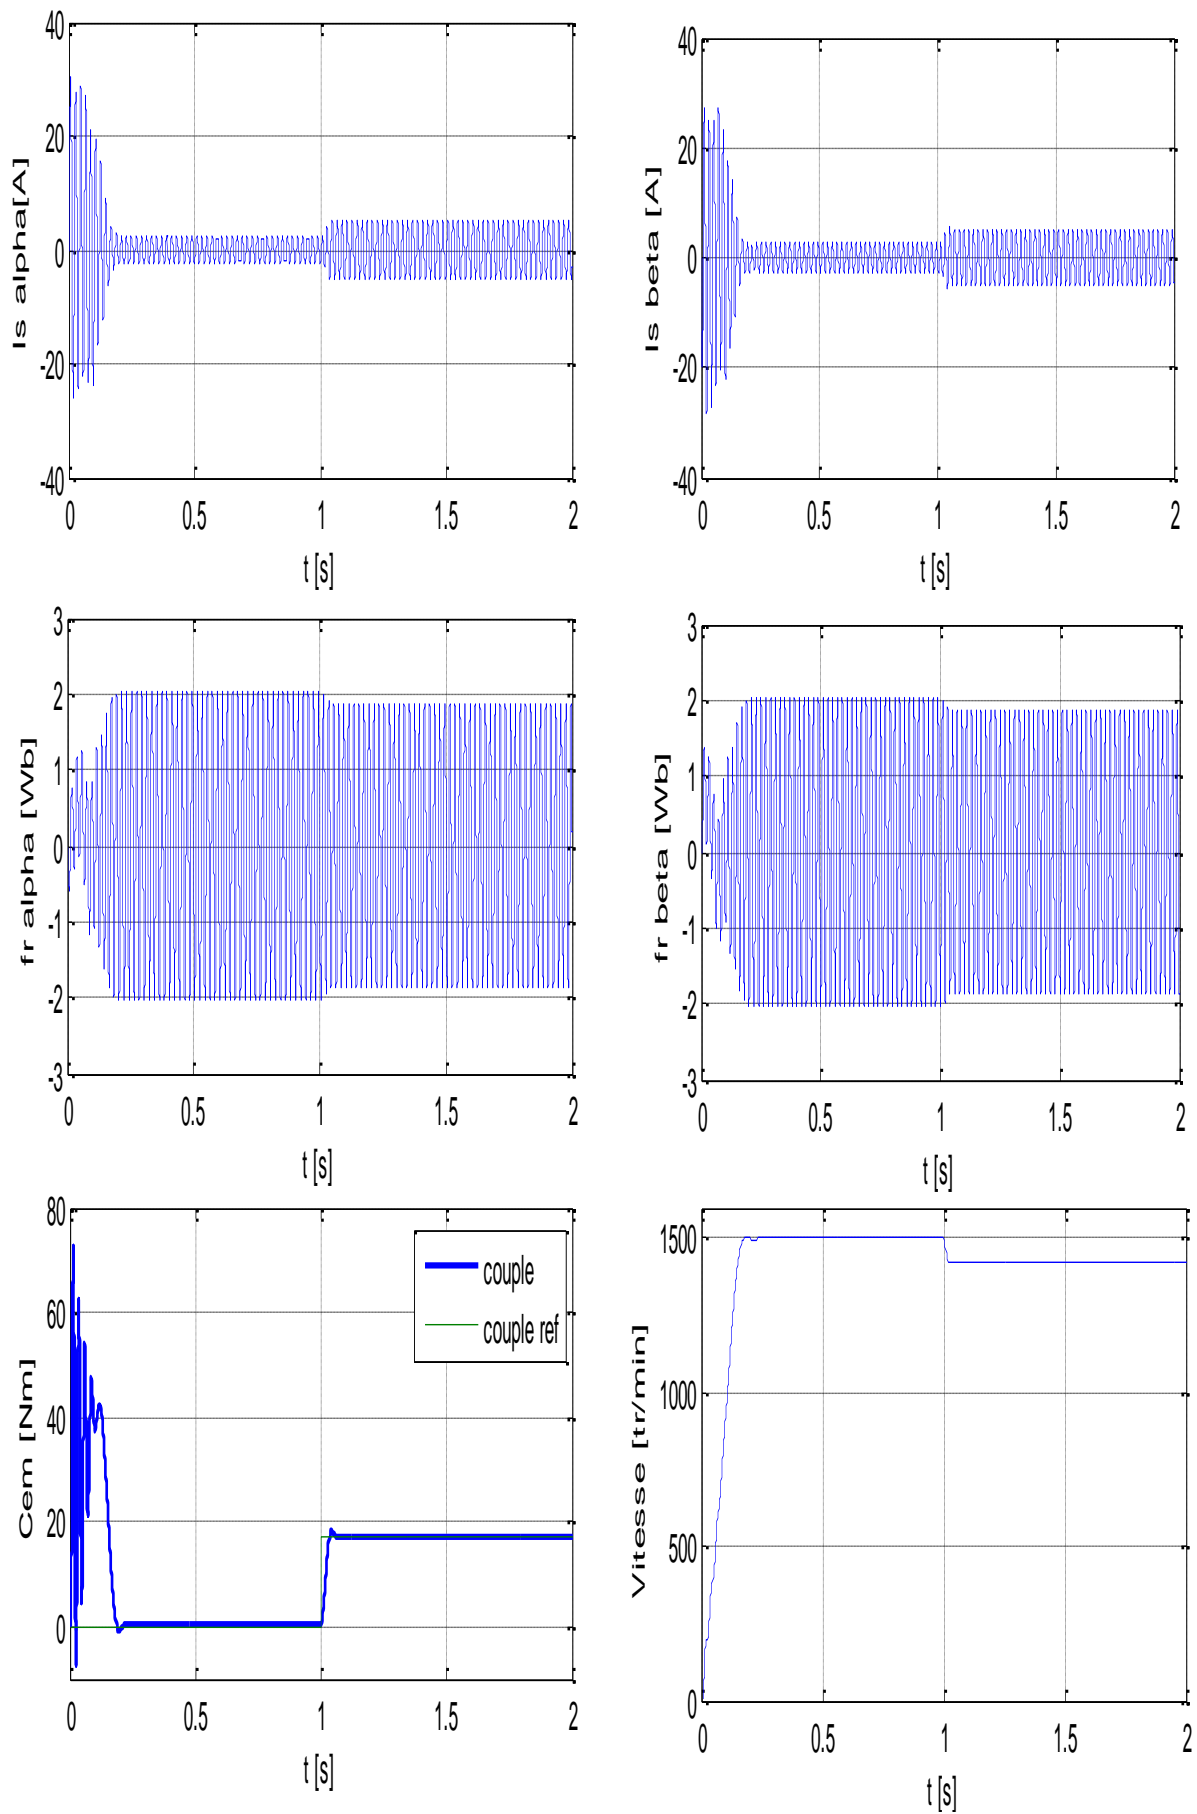 40
20
0
-20
-40
Is alpha[A]
0 0.5 1 1.5 2
t [s]
40
20
0
-20
-40
Is beta [A]
0 0.5 1 1.5 2
t [s]
3
2
1
0
-1
-2
-3
fr alpha [Wb]
0 0.5 1 1.5 2
t [s]
3
2
1
0
-1
-2
-3
fr beta [Wb]
0 0.5 1 1.5 2
t [s]
80
60
40
20
0
Cem [Nm]
couple
couple ref
0 0.5 1 1.5 2
t [s]
1500
1000
500
0
Vitesse [tr/min]
0 0.5 1 1.5 2
t [s]